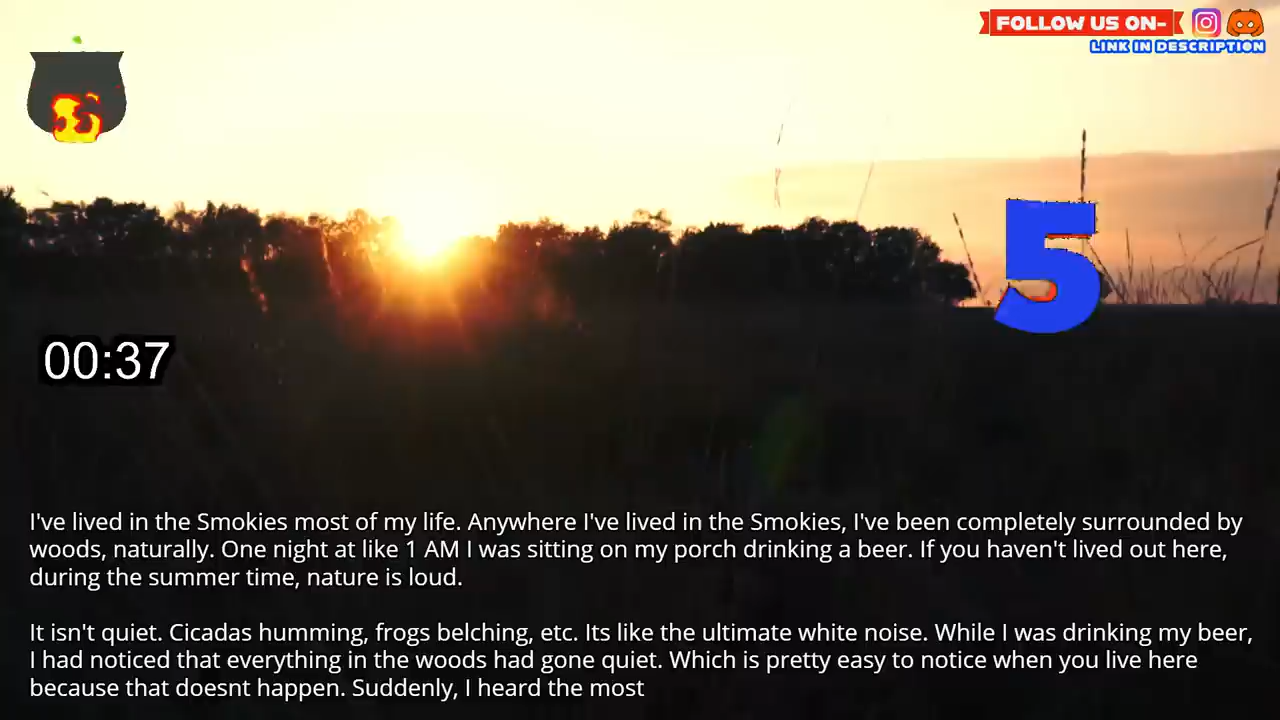 FOLLOW US ON-
LINK IN DESCRIPTION
5
00:37
I've lived in the Smokies most of my life. Anywhere I've lived in the Smokies, I've been completely surrounded by
woods, naturally. One night at like 1 AM I was sitting on my porch drinking a beer. If you haven't lived out here,
during the summer time, nature is loud.
It isn't quiet. Cicadas humming, frogs belching, etc. Its like the ultimate white noise. While I was drinking my beer,
I had noticed that everything in the woods had gone quiet. Which is pretty easy to notice when you live here
because that doesnt happen. Suddenly, I heard the most